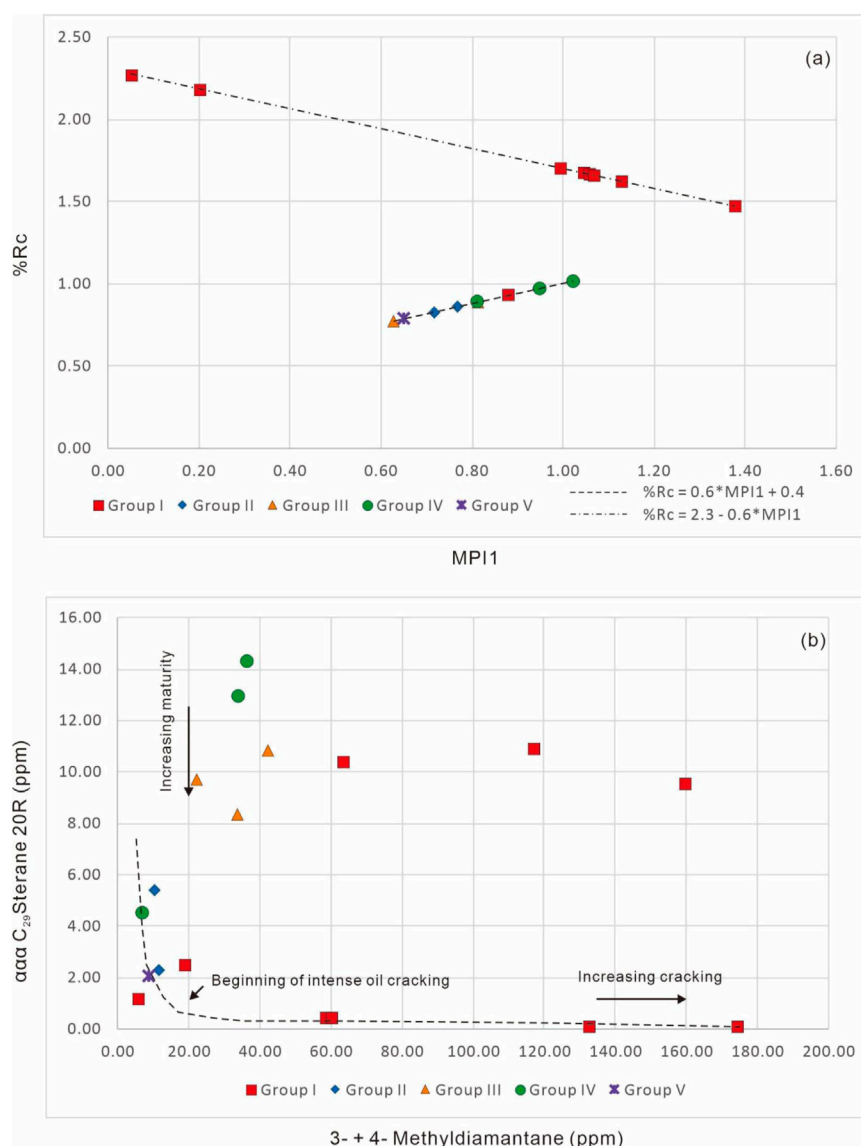 (a)
%Rc
2.50
2.00
1.50
1.00
0.50
0.00
0.00 0.20 0.40 0.60 0.80 1.00 1.20 1.40 1.60
Group I Group II Group III Group IV Group V
%Rc = 0.6*MPI1 + 0.4
%Rc = 2.3 - 0.6*MPI1
MPI1
(b)
ααα C₂₉Sterane 20R (ppm)
16.00
14.00
12.00
10.00
8.00
6.00
4.00
2.00
0.00
Increasing maturity
Beginning of intense oil cracking
Increasing cracking
0.00 20.00 40.00 60.00 80.00 100.00 120.00 140.00 160.00 180.00 200.00
Group I Group II Group III Group IV Group V
3- + 4- Methyldiamantane (ppm)